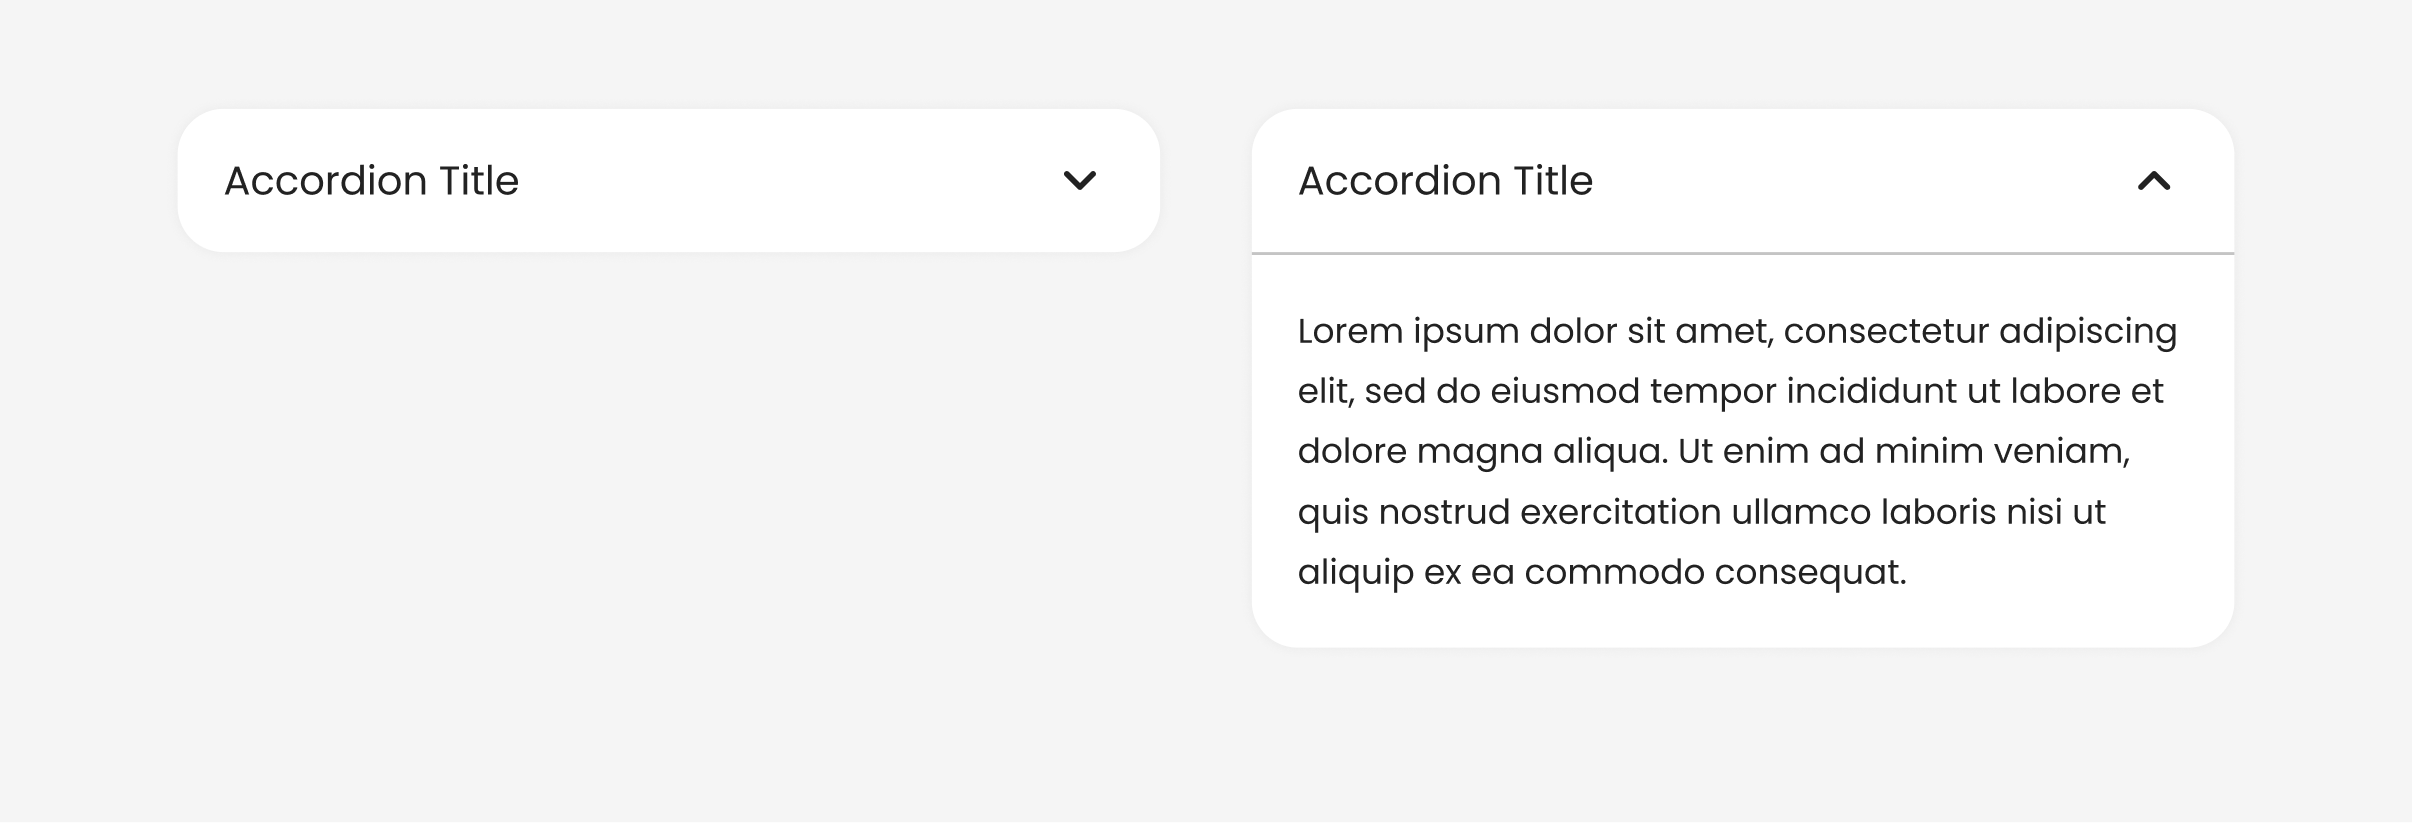 Accordion Title
Accordion Title
Lorem ipsum dolor sit amet, consectetur adipiscing
elit, sed do eiusmod tempor incididunt ut labore et
dolore magna aliqua. Ut enim ad minim veniam,
quis nostrud exercitation ullamco laboris nisi ut
aliquip ex ea commodo consequat.